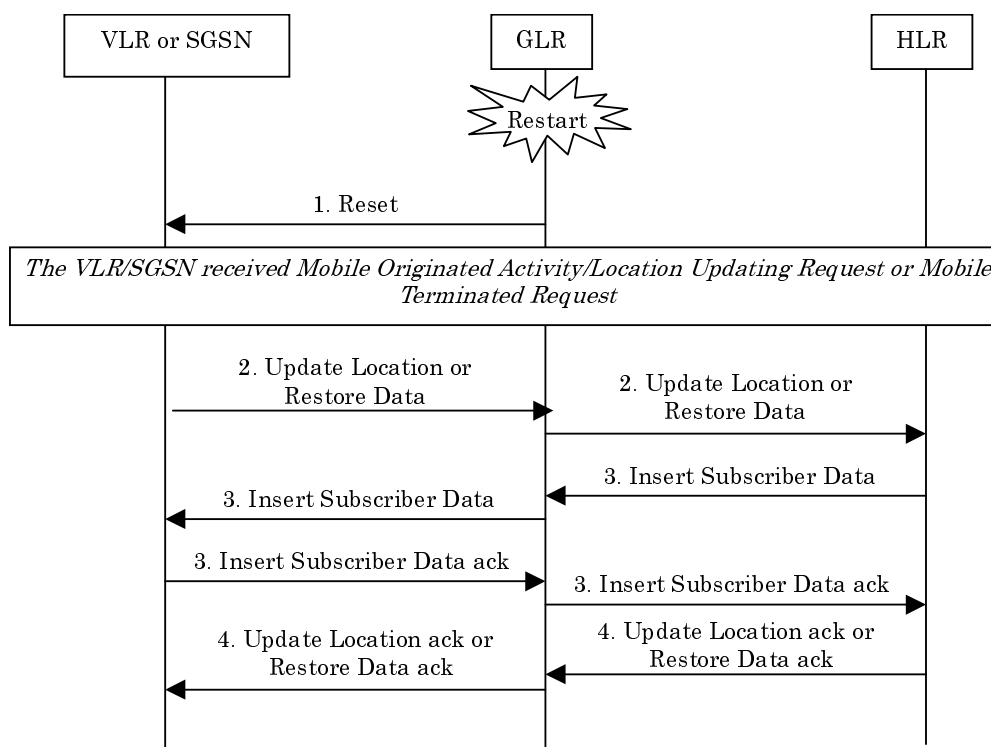 VLR or SGSN
GLR
HLR
Restart
1. Reset
The VLR/SGSN received Mobile Originated Activity/Location Updating Request or Mobile
Terminated Request
2. Update Location or
Restore Data
2. Update Location or
Restore Data
3. Insert Subscriber Data
3. Insert Subscriber Data
3. Insert Subscriber Data ack
3. Insert Subscriber Data ack
4. Update Location ack or
Restore Data ack
4. Update Location ack or
Restore Data ack